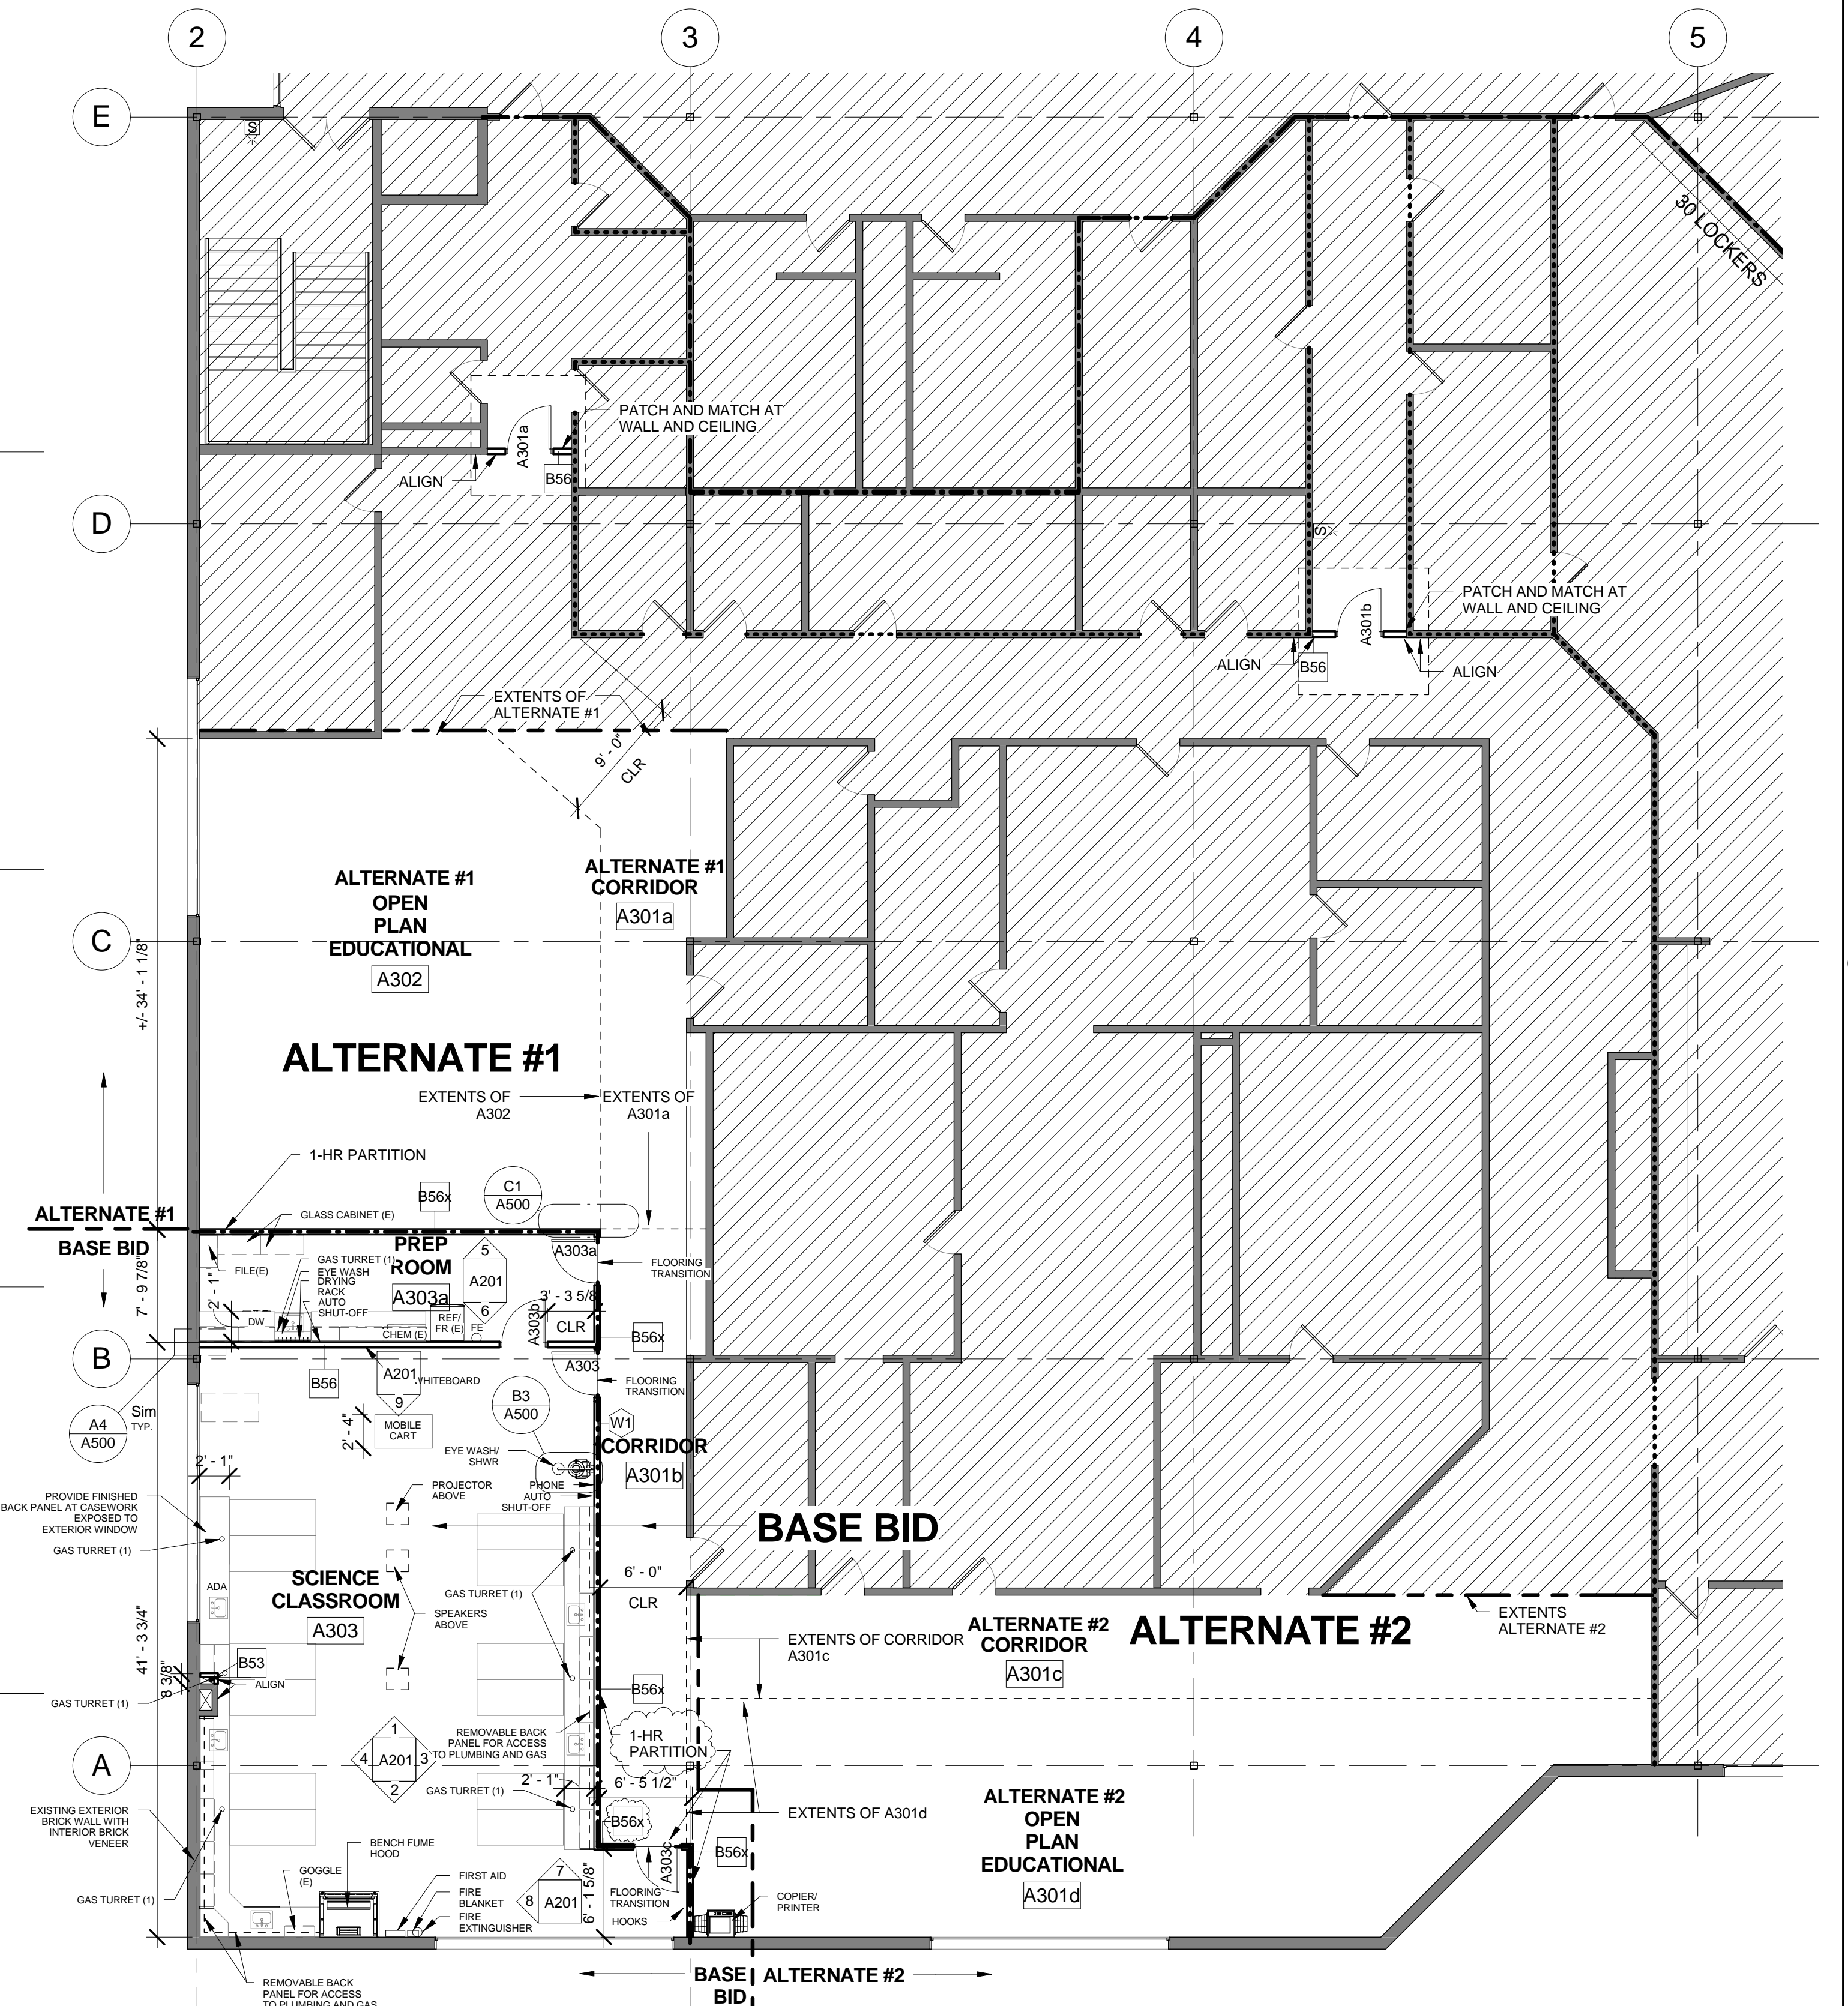 2
3
4
5
E
S
30 LOCKERS
PATCH AND MATCH AT
WALL AND CEILING
A301a
ALIGN
B56
D
S
PATCH AND MATCH AT
WALL AND CEILING
A301b
ALIGN
B56
ALIGN
EXTENTS OF
ALTERNATE #1
9' - 0"
CLR
ALTERNATE #1
OPEN
PLAN
EDUCATIONAL
A302
ALTERNATE #1
CORRIDOR
A301a
C
+/- 34' - 1 1/8"
ALTERNATE #1
EXTENTS OF
A302
EXTENTS OF
A301a
1-HR PARTITION
B56x
C1
A500
ALTERNATE #1
BASE BID
GLASS CABINET (E)
PREP
ROOM
A303a
5
A201
6
A303a
FLOORING
TRANSITION
FILE(E)
GAS TURRET (1)
EYE WASH
DRYING
RACK
AUTO
SHUT-OFF
7' - 9 7/8"
2' - 1"
DW
CHEM (E)
REF/
FR (E)
FE
3' - 3 5/8"
A303b
CLR
B56x
B
A303
B56
A201
9
WHITEBOARD
FLOORING
TRANSITION
B3
A500
A4
A500
Sim
TYP.
MOBILE
CART
2' - 4"
W1
CORRIDOR
A301b
EYE WASH/
SHWR
2' - 1"
PROJECTOR
ABOVE
PHONE
AUTO
SHUT-OFF
PROVIDE FINISHED
BACK PANEL AT CASEWORK
EXPOSED TO
EXTERIOR WINDOW
GAS TURRET (1)
BASE BID
ADA
SCIENCE
CLASSROOM
A303
GAS TURRET (1)
6' - 0"
CLR
SPEAKERS
ABOVE
EXTENTS OF CORRIDOR
A301c
ALTERNATE #2
CORRIDOR
A301c
ALTERNATE #2
EXTENTS
ALTERNATE #2
41' - 3 3/4"
8 3/8"
B53
ALIGN
GAS TURRET (1)
B56x
1-HR
PARTITION
REMOVABLE BACK
PANEL FOR ACCESS
TO PLUMBING AND GAS
1
4
A201
3
2
A
GAS TURRET (1)
2' - 1"
6' - 5 1/2"
B56x
EXTENTS OF A301d
ALTERNATE #2
OPEN
PLAN
EDUCATIONAL
A301d
EXISTING EXTERIOR
BRICK WALL WITH
INTERIOR BRICK
VENEER
BENCH FUME
HOOD
GOGGLE
(E)
FIRST AID
FIRE
BLANKET
FIRE
EXTINGUISHER
7
8
A201
6' - 1 5/8"
A303c
B56x
FLOORING
TRANSITION
HOOKS
COPIER/
PRINTER
GAS TURRET (1)
REMOVABLE BACK
PANEL FOR ACCESS
TO PLUMBING AND GAS
BASE
BID
ALTERNATE #2